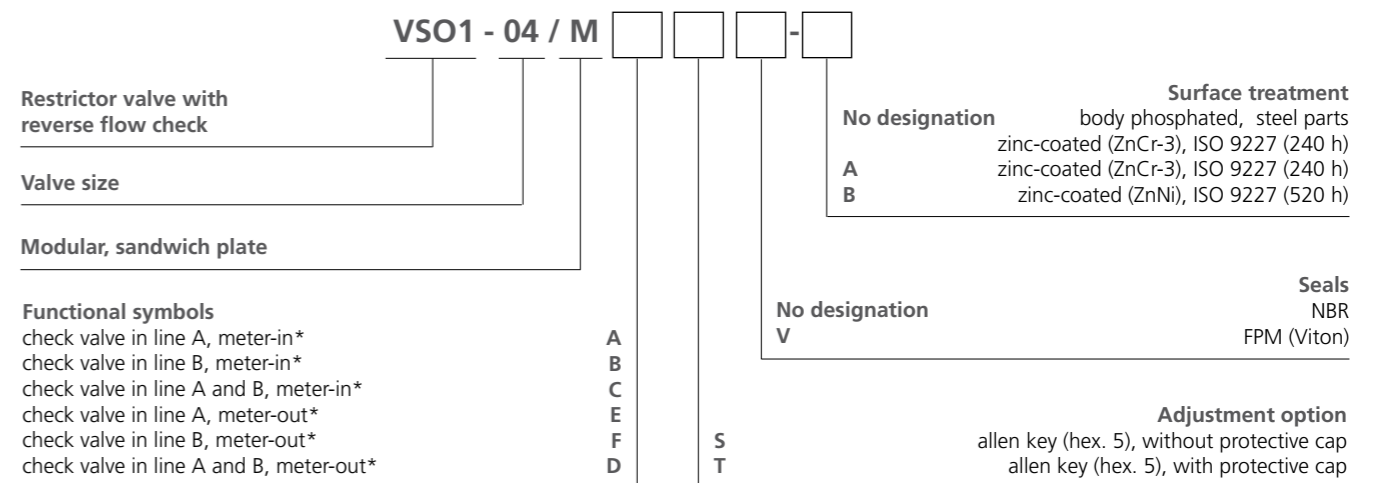 VSO1 - 04 / M -
Restrictor valve with
reverse flow check
Valve size
Modular, sandwich plate
Functional symbols
check valve in line A, meter-in* A
check valve in line B, meter-in* B
check valve in line A and B, meter-in* C
check valve in line A, meter-out* E
check valve in line B, meter-out* F
check valve in line A and B, meter-out* D
Surface treatment
No designation body phosphated, steel parts
zinc-coated (ZnCr-3), ISO 9227 (240 h)
A zinc-coated (ZnCr-3), ISO 9227 (240 h)
B zinc-coated (ZnNi), ISO 9227 (520 h)
Seals
No designation NBR
V FPM (Viton)
Adjustment option
S allen key (hex. 5), without protective cap
T allen key (hex. 5), with protective cap